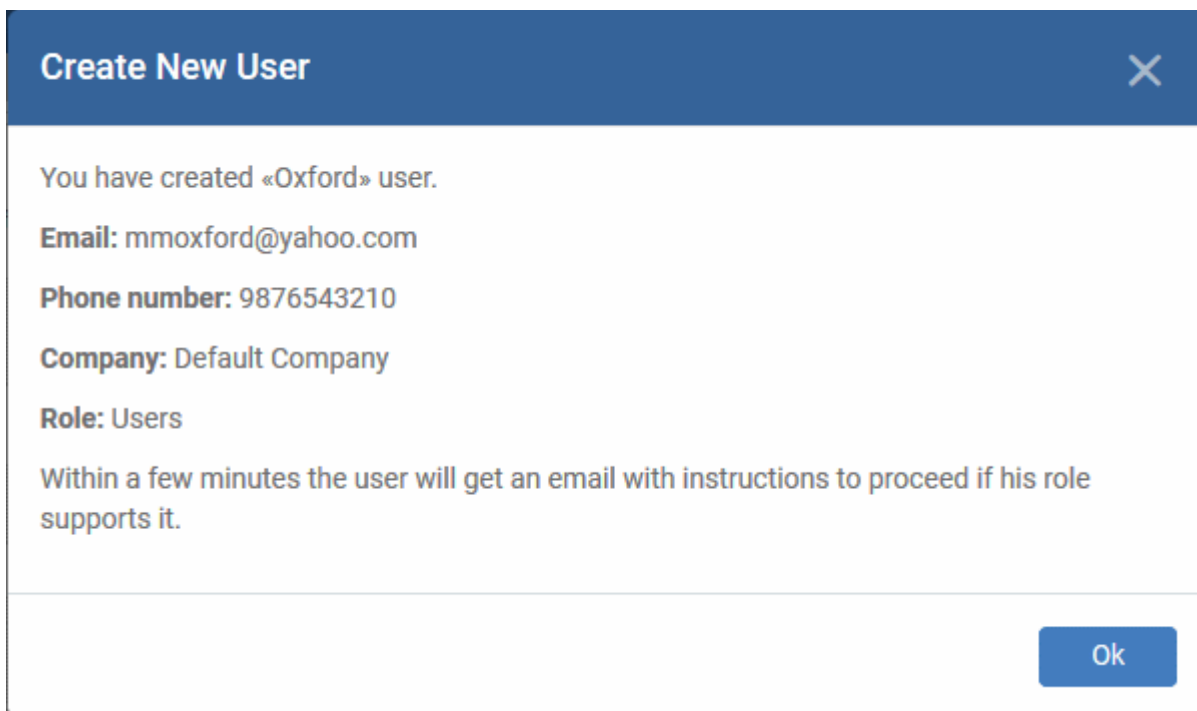 Create New User
You have created «Oxford» user.
Email: mmoxford@yahoo.com
Phone number: 9876543210
Company: Default Company
Role: Users
Within a few minutes the user will get an email with instructions to proceed if his role
supports it.
Ok